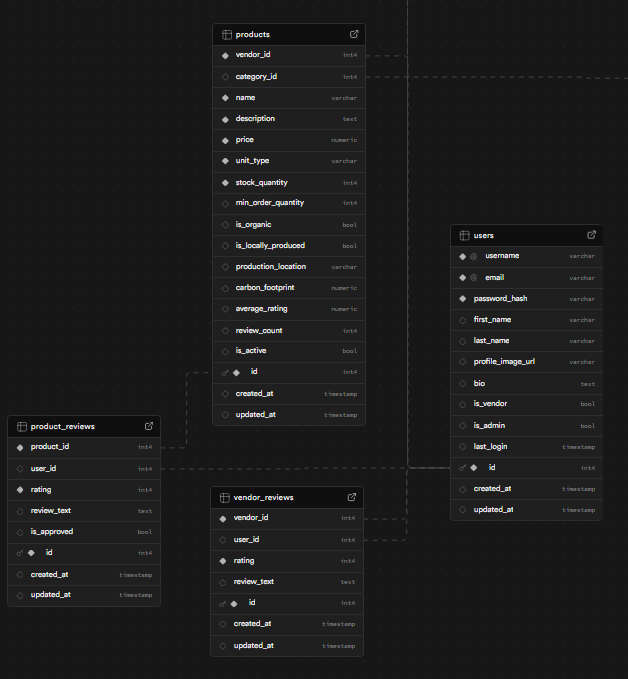 products
vendor_id int4
category_id int4
name varchar
description text
price numeric
unit_type varchar
stock_quantity int4
min_order_quantity int4
is_organic bool
is_locally_produced bool
production_location varchar
carbon_footprint numeric
average_rating numeric
review_count int4
is_active bool
id int4
created_at timestamp
updated_at timestamp
users
username varchar
email varchar
password_hash varchar
first_name varchar
last_name varchar
profile_image_url varchar
bio text
is_vendor bool
is_admin bool
last_login timestamp
id int4
created_at timestamp
updated_at timestamp
product_reviews
product_id int4
user_id int4
rating int4
review_text text
is_approved bool
id int4
created_at timestamp
updated_at timestamp
vendor_reviews
vendor_id int4
user_id int4
rating int4
review_text text
id int4
created_at timestamp
updated_at timestamp